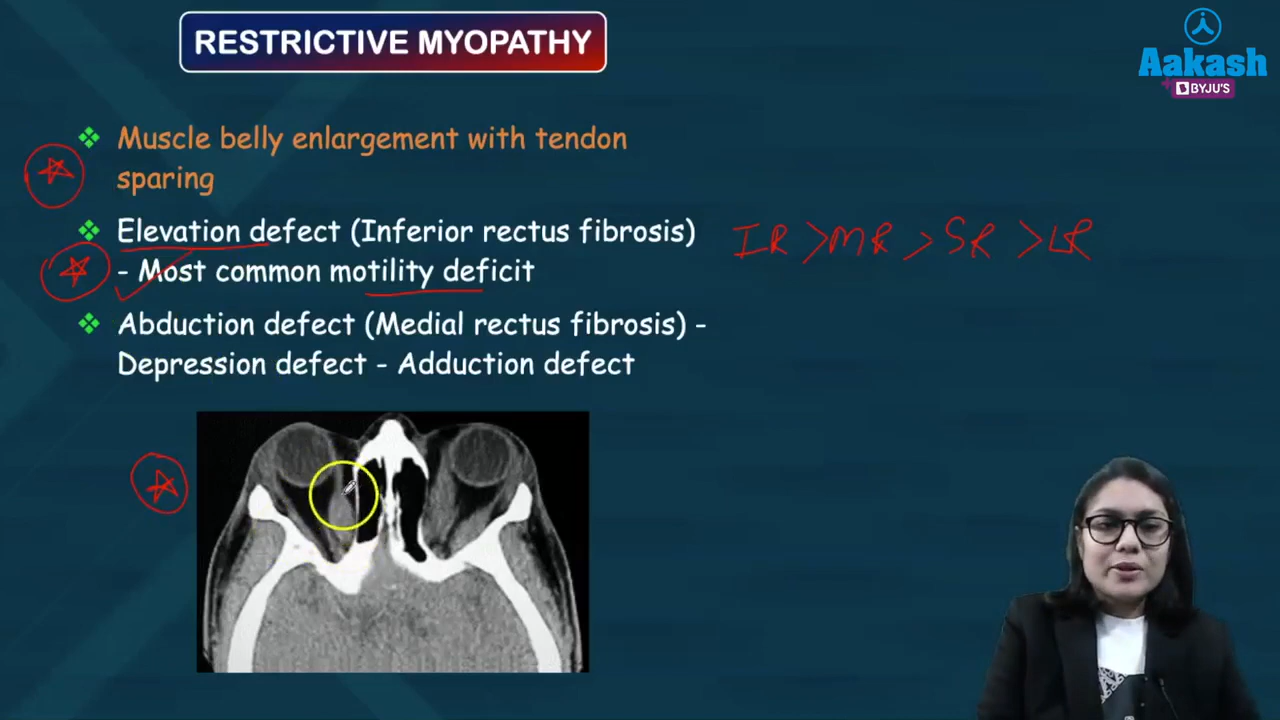 RESTRICTIVE MYOPATHY
Aakash
BYJU'S
Muscle belly enlargement with tendon
sparing
Elevation defect (Inferior rectus fibrosis)
- Most common motility deficit
IR > MR > SR > LR
Abduction defect (Medial rectus fibrosis) -
Depression defect - Adduction defect